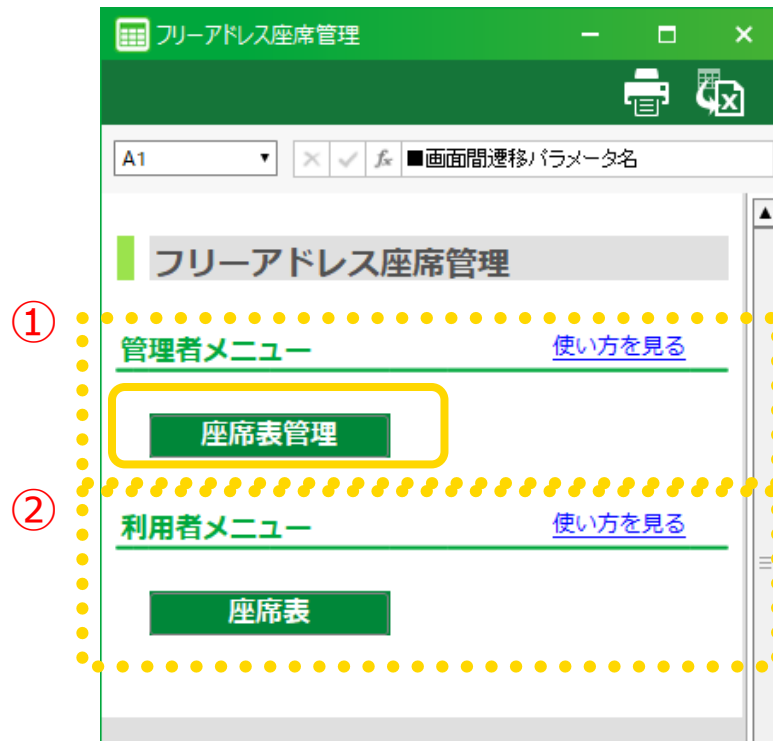 フリーアドレス座席管理
A1
fx ■画面間遷移パラメータ名
フリーアドレス座席管理
①
管理者メニュー 使い方を見る
座席表管理
②
利用者メニュー 使い方を見る
座席表